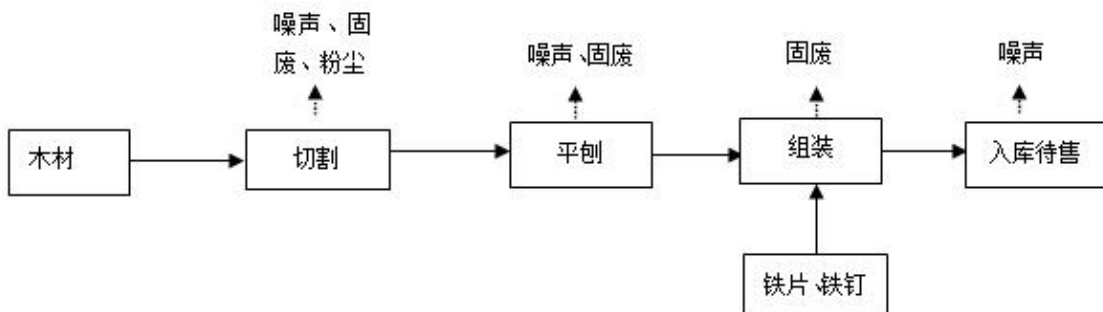 噪声、固
废、粉尘
噪声、固废
固废
噪声
木材
切割
平刨
组装
入库待售
铁片、铁钉